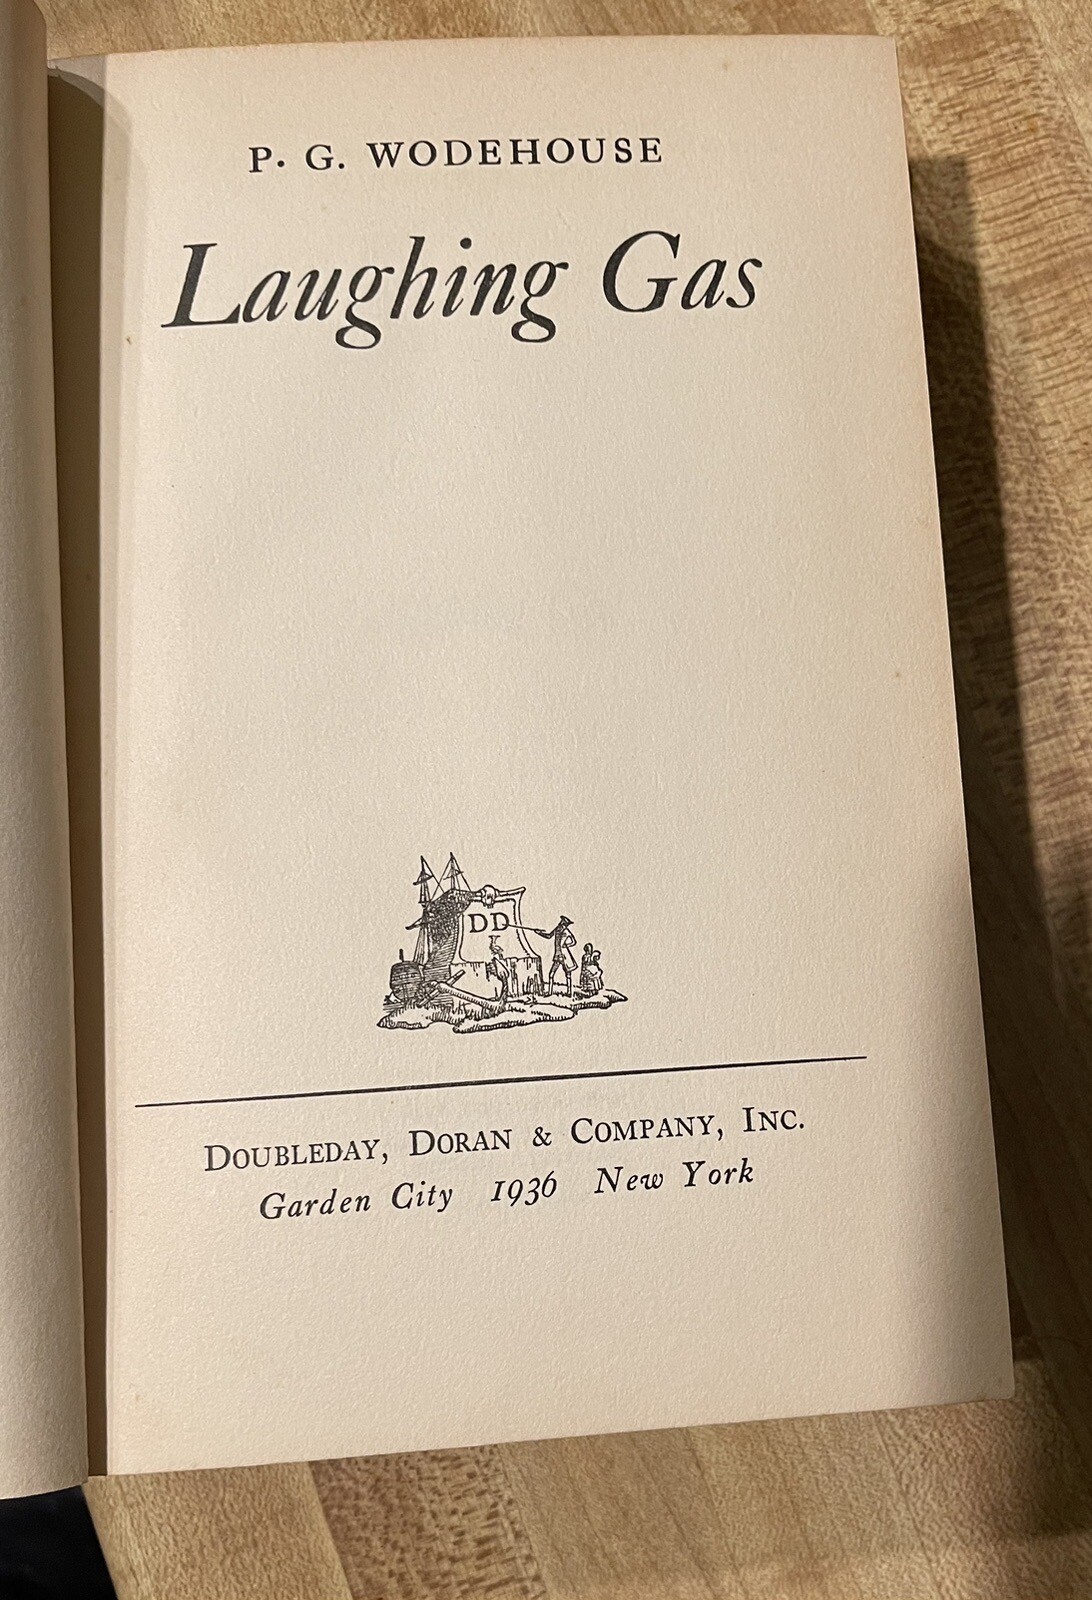 P. G. WODEHOUSE
Laughing Gas
DD
DOUBLEDAY, DORAN & COMPANY, INC.
Garden City 1936 New York